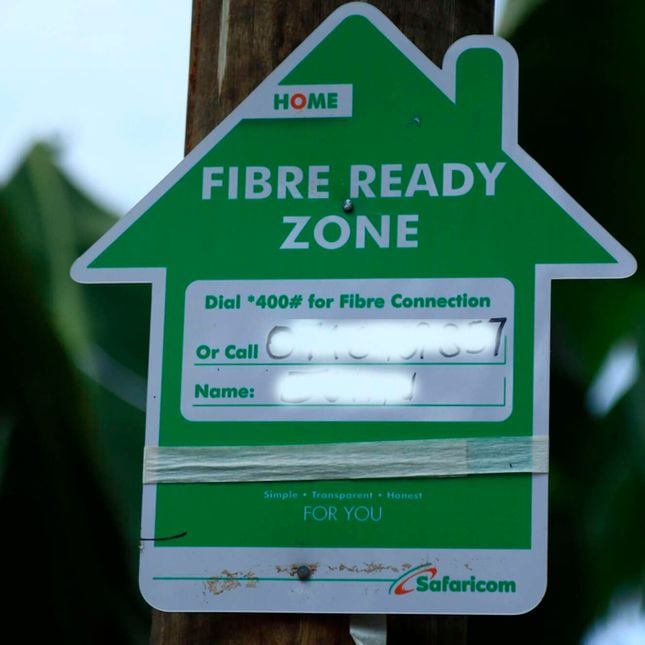 HOME
FIBRE READY
ZONE
Dial *400# for Fibre Connection
Or Call
Name:
Simple • Transparent • Honest
FOR YOU
Safaricom